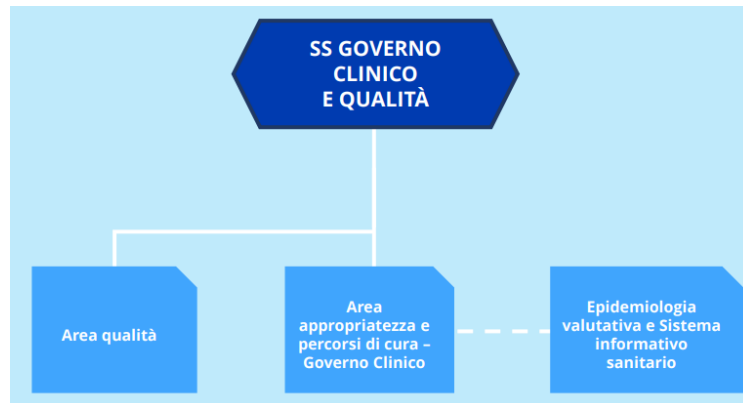 SS GOVERNO
CLINICO
E QUALITÀ
Area qualità
Area
appropriatezza e
percorsi di cura –
Governo Clinico
Epidemiologia
valutativa e Sistema
informativo
sanitario